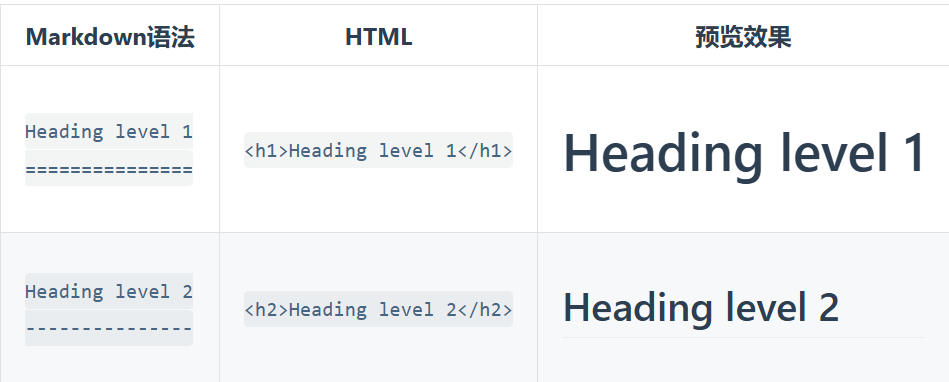 Markdown语法 HTML 预览效果
Heading level 1
===============
<h1>Heading level 1</h1>
Heading level 1
Heading level 2
---------------
<h2>Heading level 2</h2>
Heading level 2